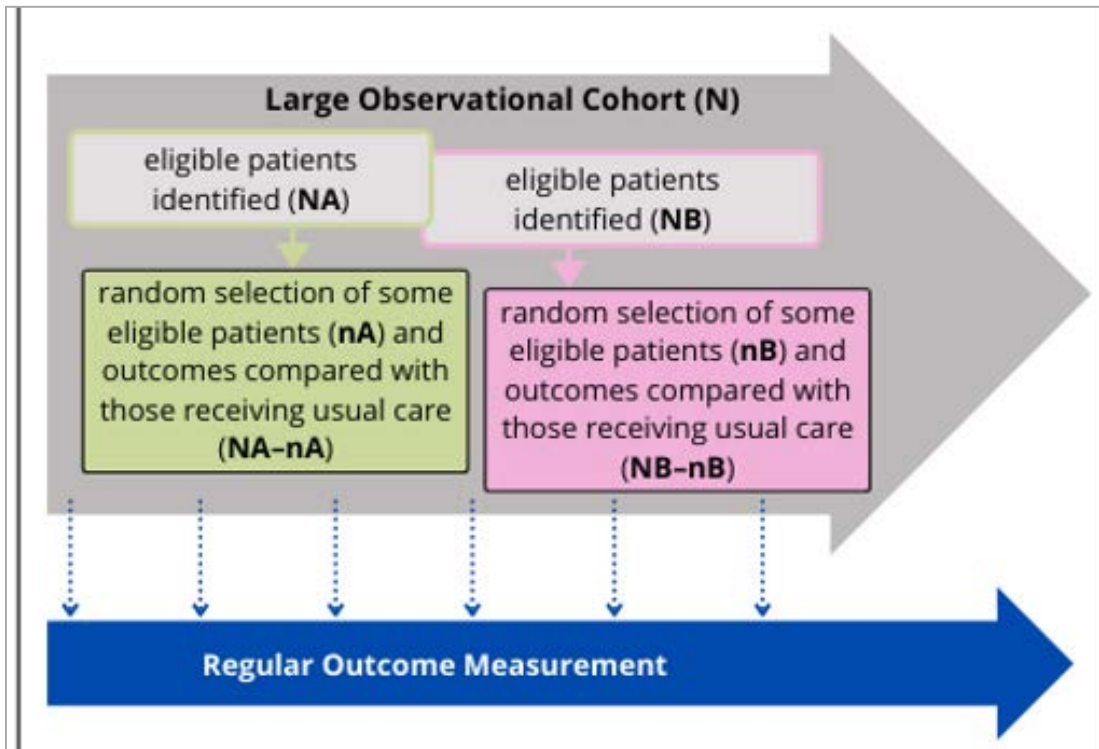 Large Observational Cohort (N)
eligible patients
identified (NA)
eligible patients
identified (NB)
random selection of some
eligible patients (nA) and
outcomes compared with
those receiving usual care
(NA–nA)
random selection of some
eligible patients (nB) and
outcomes compared with
those receiving usual care
(NB–nB)
Regular Outcome Measurement